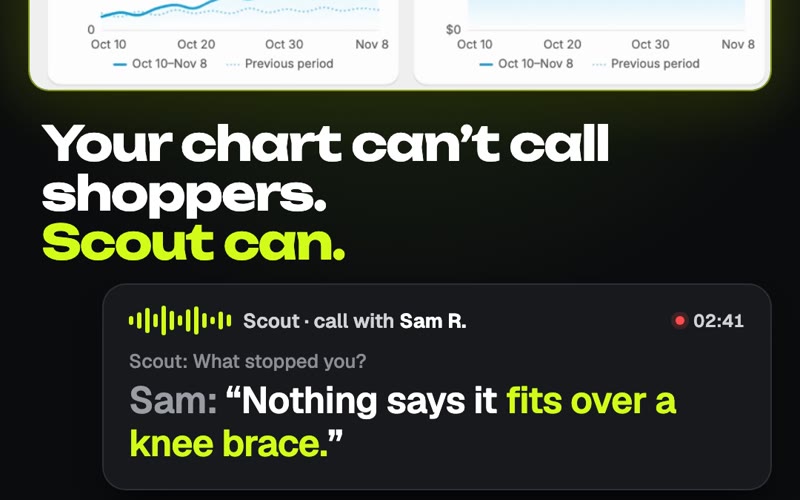 0
Oct 10 Oct 20 Oct 30 Nov 8
Oct 10–Nov 8 Previous period
$0
Oct 10 Oct 20 Oct 30 Nov 8
Oct 10–Nov 8 Previous period
Your chart can’t call
shoppers.
Scout can.
Scout · call with Sam R.
02:41
Scout: What stopped you?
Sam: “Nothing says it fits over a
knee brace.”